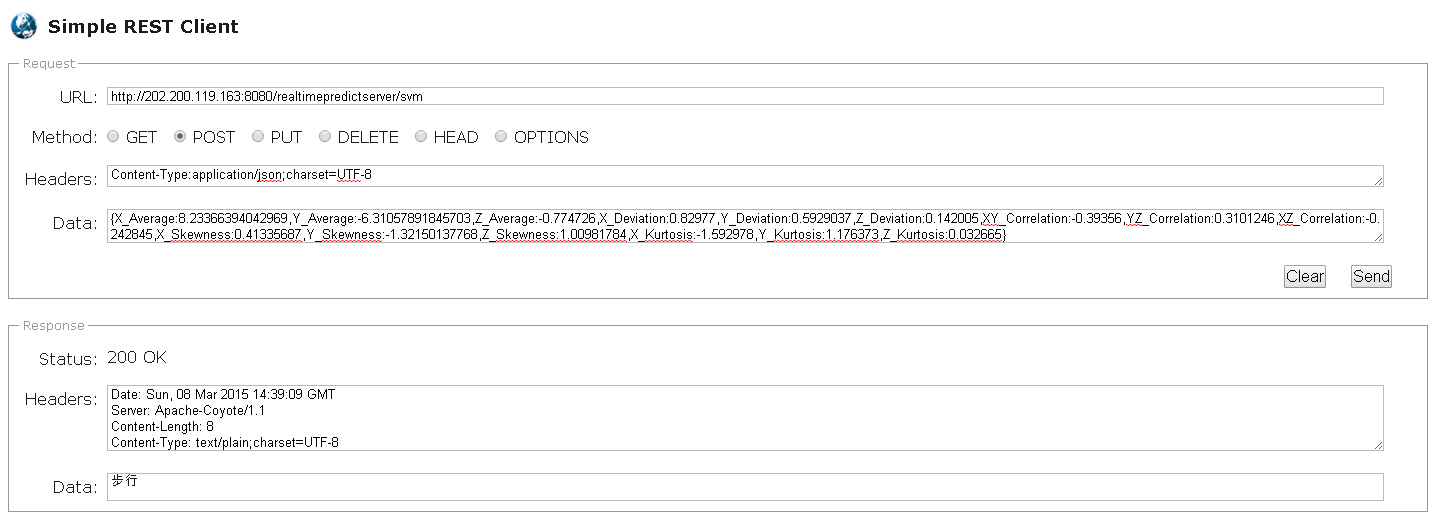 Simple REST Client
Request
URL: http://202.200.119.163:8080/realtimepredictserver/svm
Method: GET POST PUT DELETE HEAD OPTIONS
Headers: Content-Type:application/json;charset=UTF-8
Data: {X_Average:8.23366394042969,Y_Average:-6.31057891845703,Z_Average:-0.774726,X_Deviation:0.82977,Y_Deviation:0.5929037,Z_Deviation:0.142005,XY_Correlation:-0.39356,YZ_Correlation:0.3101246,XZ_Correlation:-0.
242845,X_Skewness:0.41335687,Y_Skewness:-1.32150137768,Z_Skewness:1.00981784,X_Kurtosis:-1.592978,Y_Kurtosis:1.176373,Z_Kurtosis:0.032665}
Clear Send
Response
Status: 200 OK
Headers: Date: Sun, 08 Mar 2015 14:39:09 GMT
Server: Apache-Coyote/1.1
Content-Length: 8
Content-Type: text/plain;charset=UTF-8
Data: 步行